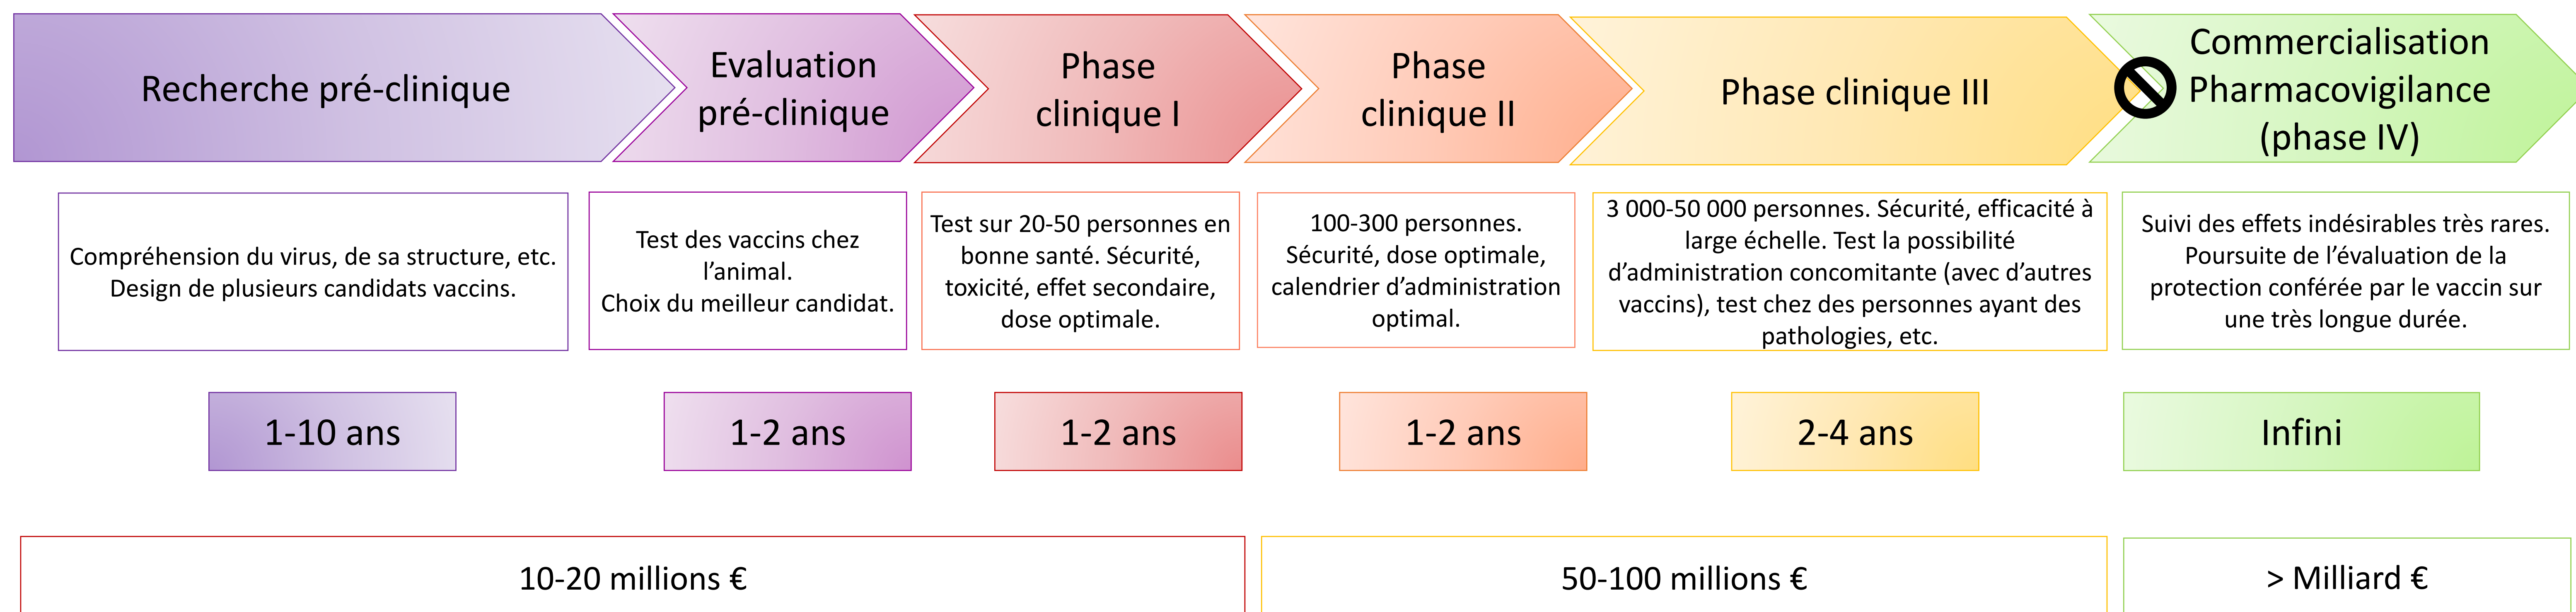 Recherche pré-clinique
Evaluation
pré-clinique
Phase
clinique I
Phase
clinique II
Phase clinique III
Commercialisation
Pharmacovigilance
(phase IV)
Compréhension du virus, de sa structure, etc.
Design de plusieurs candidats vaccins.
Test des vaccins chez
l’animal.
Choix du meilleur candidat.
Test sur 20-50 personnes en
bonne santé. Sécurité,
toxicité, effet secondaire,
dose optimale.
100-300 personnes.
Sécurité, dose optimale,
calendrier d’administration
optimal.
3 000-50 000 personnes. Sécurité, efficacité à
large échelle. Test la possibilité
d’administration concomitante (avec d’autres
vaccins), test chez des personnes ayant des
pathologies, etc.
Suivi des effets indésirables très rares.
Poursuite de l’évaluation de la
protection conférée par le vaccin sur
une très longue durée.
1-10 ans
1-2 ans
1-2 ans
1-2 ans
2-4 ans
Infini
10-20 millions €
50-100 millions €
> Milliard €